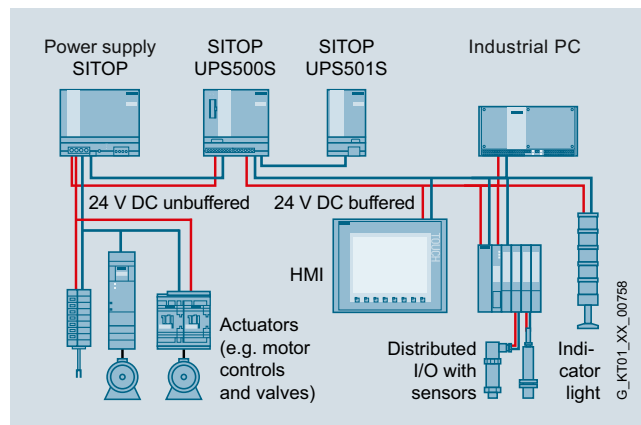 Power supply
SITOP
SITOP
UPS500S
SITOP
UPS501S
Industrial PC
24 V DC unbuffered
24 V DC buffered
HMI
TOUCH
Actuators
(e.g. motor
controls
and valves)
Distributed
I/O with
sensors
Indi-
cator
light
G_KT01_XX_00758